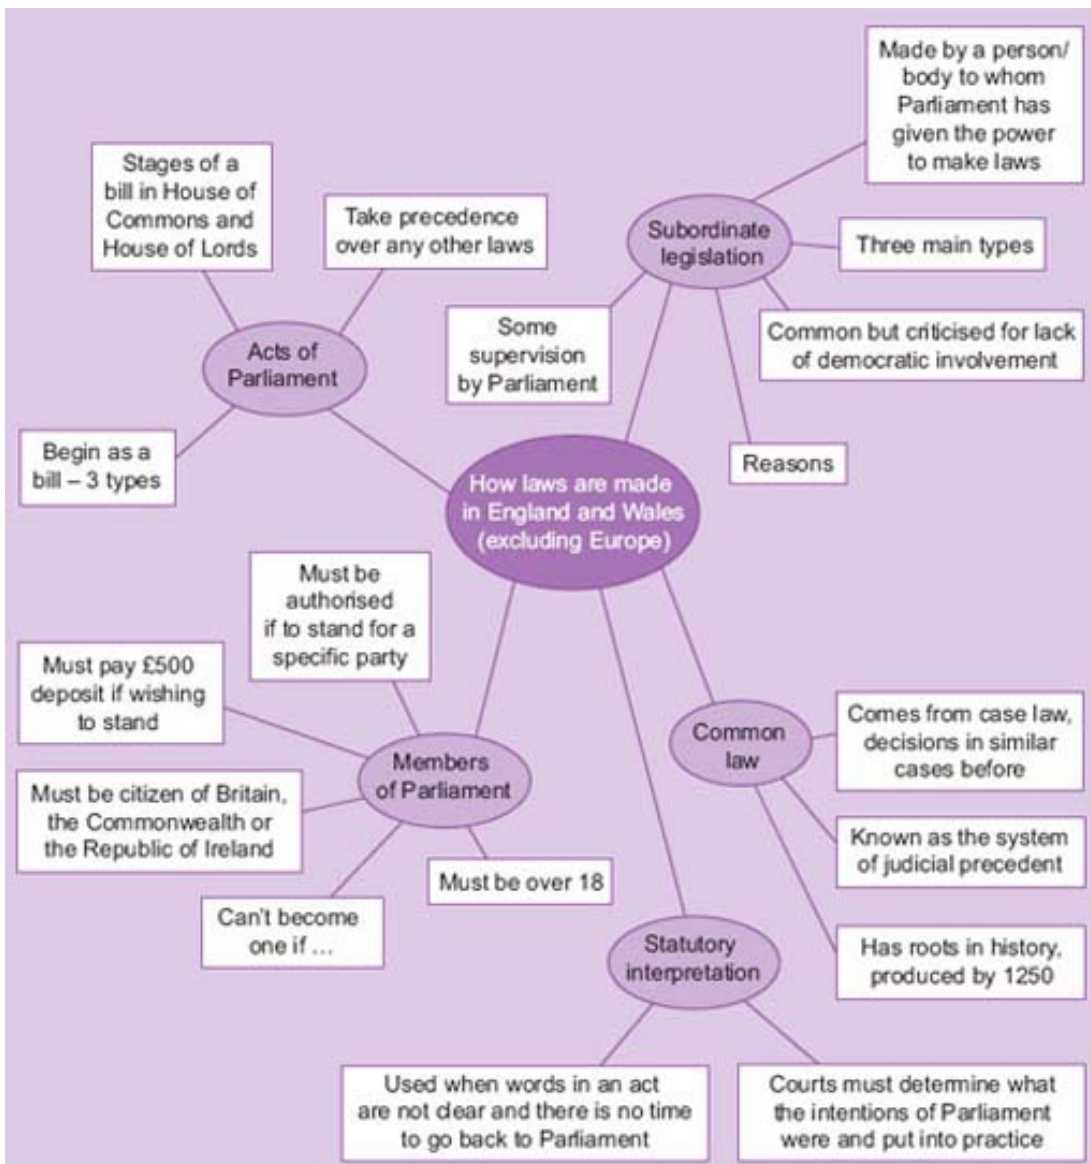 Made by a person/
body to whom
Parliament has
given the power
to make laws
Stages of a
bill in House of
Commons and
House of Lords
Take precedence
over any other laws
Subordinate
legislation
Three main types
Some
supervision
by Parliament
Common but criticised for lack
of democratic involvement
Acts of
Parliament
Begin as a
bill – 3 types
Reasons
How laws are made
in England and Wales
(excluding Europe)
Must be
authorised
if to stand for a
specific party
Must pay £500
deposit if wishing
to stand
Members
of Parliament
Must be citizen of Britain,
the Commonwealth or
the Republic of Ireland
Can't become
one if ...
Must be over 18
Common
law
Comes from case law,
decisions in similar
cases before
Known as the system
of judicial precedent
Has roots in history,
produced by 1250
Statutory
interpretation
Used when words in an act
are not clear and there is no time
to go back to Parliament
Courts must determine what
the intentions of Parliament
were and put into practice